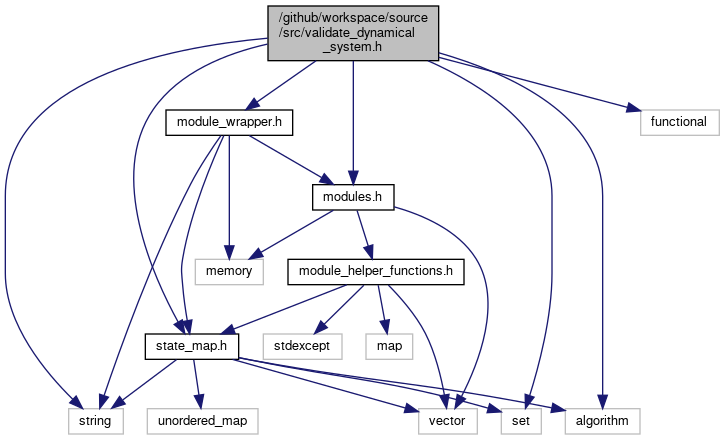 /github/workspace/source
/src/validate_dynamical
_system.h
module_wrapper.h
functional
modules.h
memory
module_helper_functions.h
state_map.h
stdexcept
map
string
unordered_map
vector
set
algorithm